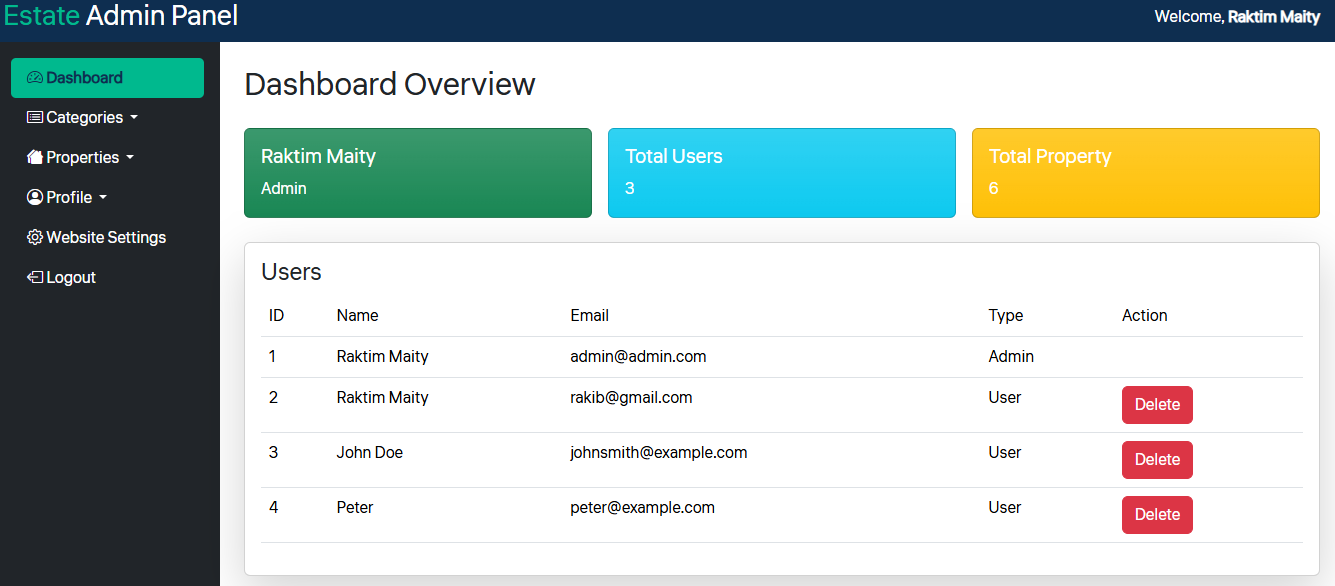 Estate Admin Panel
Welcome, Raktim Maity
Dashboard
Categories
Properties
Profile
Website Settings
Logout
Dashboard Overview
Raktim Maity
Admin
Total Users
3
Total Property
6
Users
ID Name Email Type Action
1 Raktim Maity admin@admin.com Admin
2 Raktim Maity rakib@gmail.com User Delete
3 John Doe johnsmith@example.com User Delete
4 Peter peter@example.com User Delete